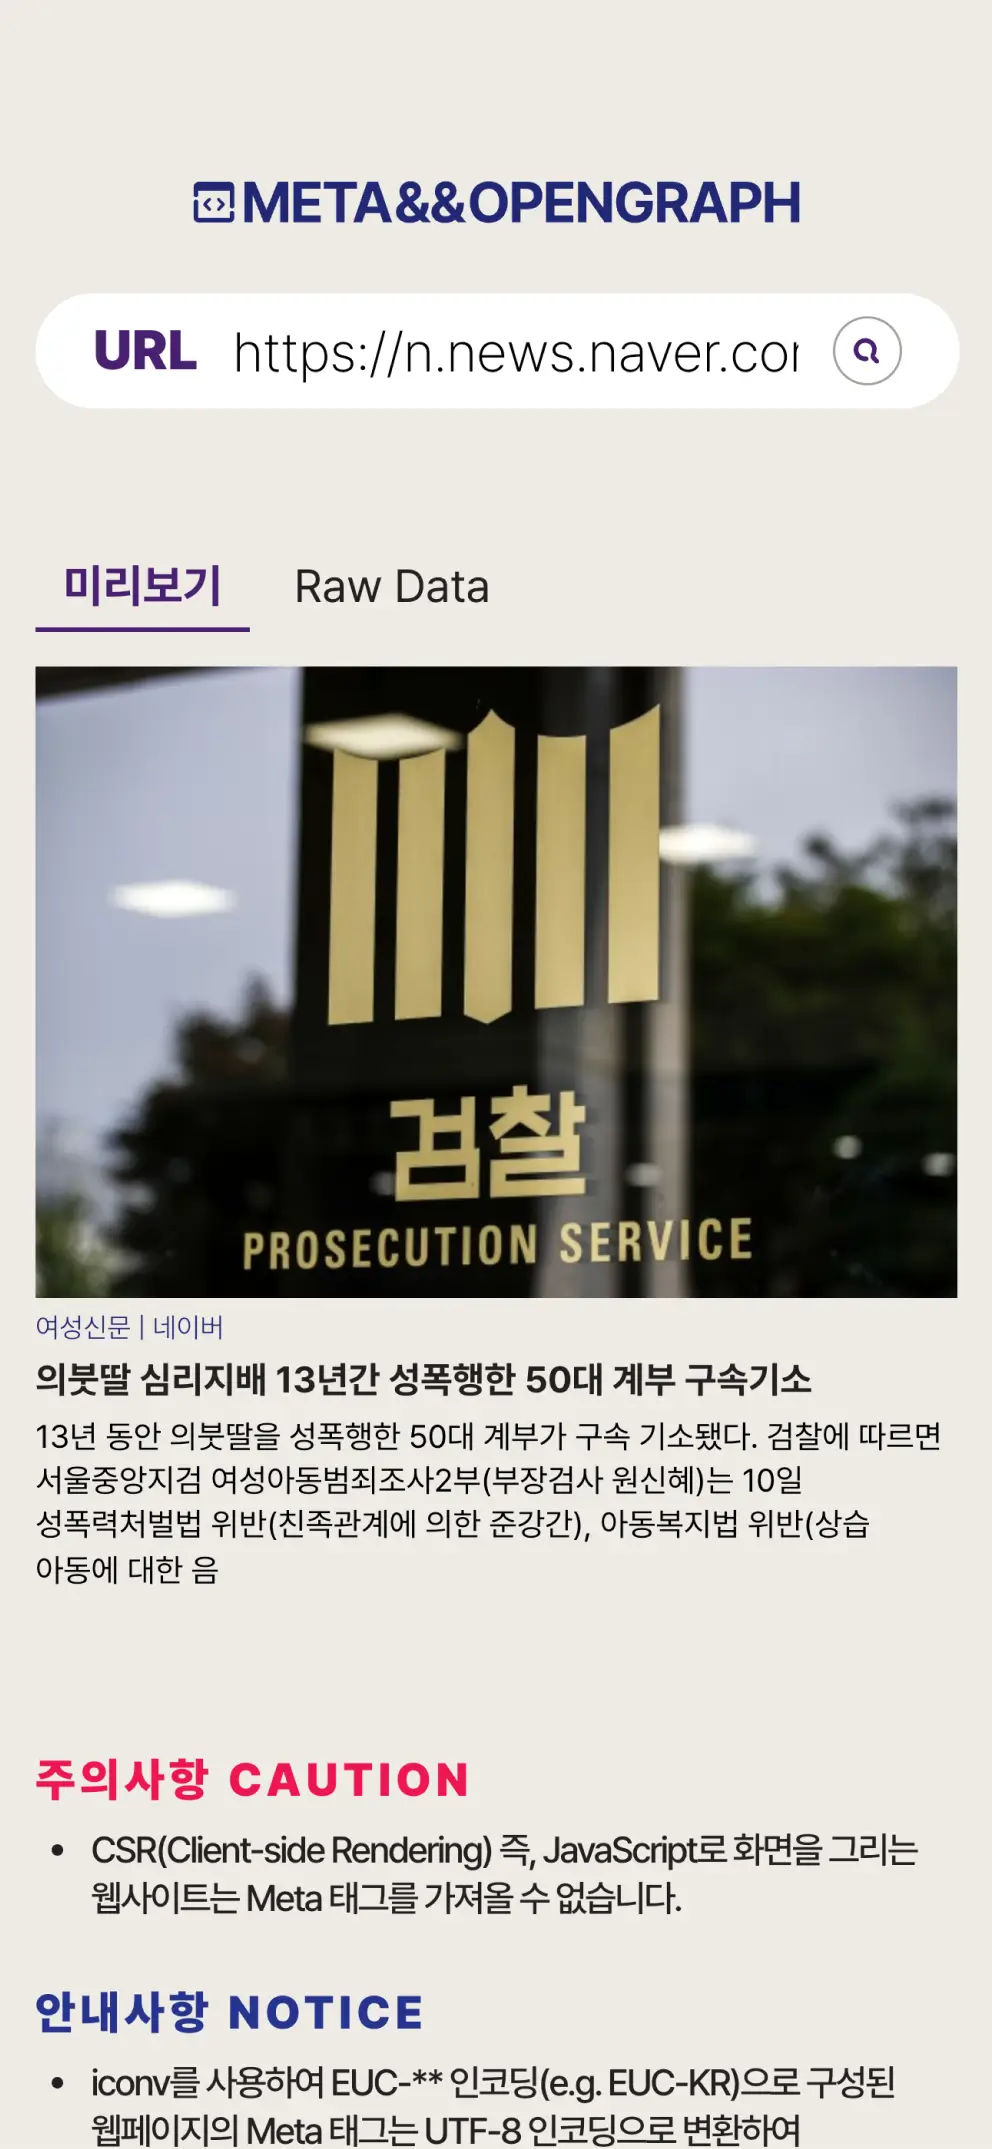 META&&OPENGRAPH
URL https://n.news.naver.cor
미리보기 Raw Data
검찰
PROSECUTION SERVICE
여성신문 | 네이버
의붓딸 심리지배 13년간 성폭행한 50대 계부 구속기소
13년 동안 의붓딸을 성폭행한 50대 계부가 구속 기소됐다. 검찰에 따르면
서울중앙지검 여성아동범죄조사2부(부장검사 원신혜)는 10일
성폭력처벌법 위반(친족관계에 의한 준강간), 아동복지법 위반(상습
아동에 대한 음
주의사항 CAUTION
• CSR(Client-side Rendering) 즉, JavaScript로 화면을 그리는
웹사이트는 Meta 태그를 가져올 수 없습니다.
안내사항 NOTICE
• iconv를 사용하여 EUC-** 인코딩(e.g. EUC-KR)으로 구성된
웹페이지의 Meta 태그는 UTF-8 인코딩으로 변환하여